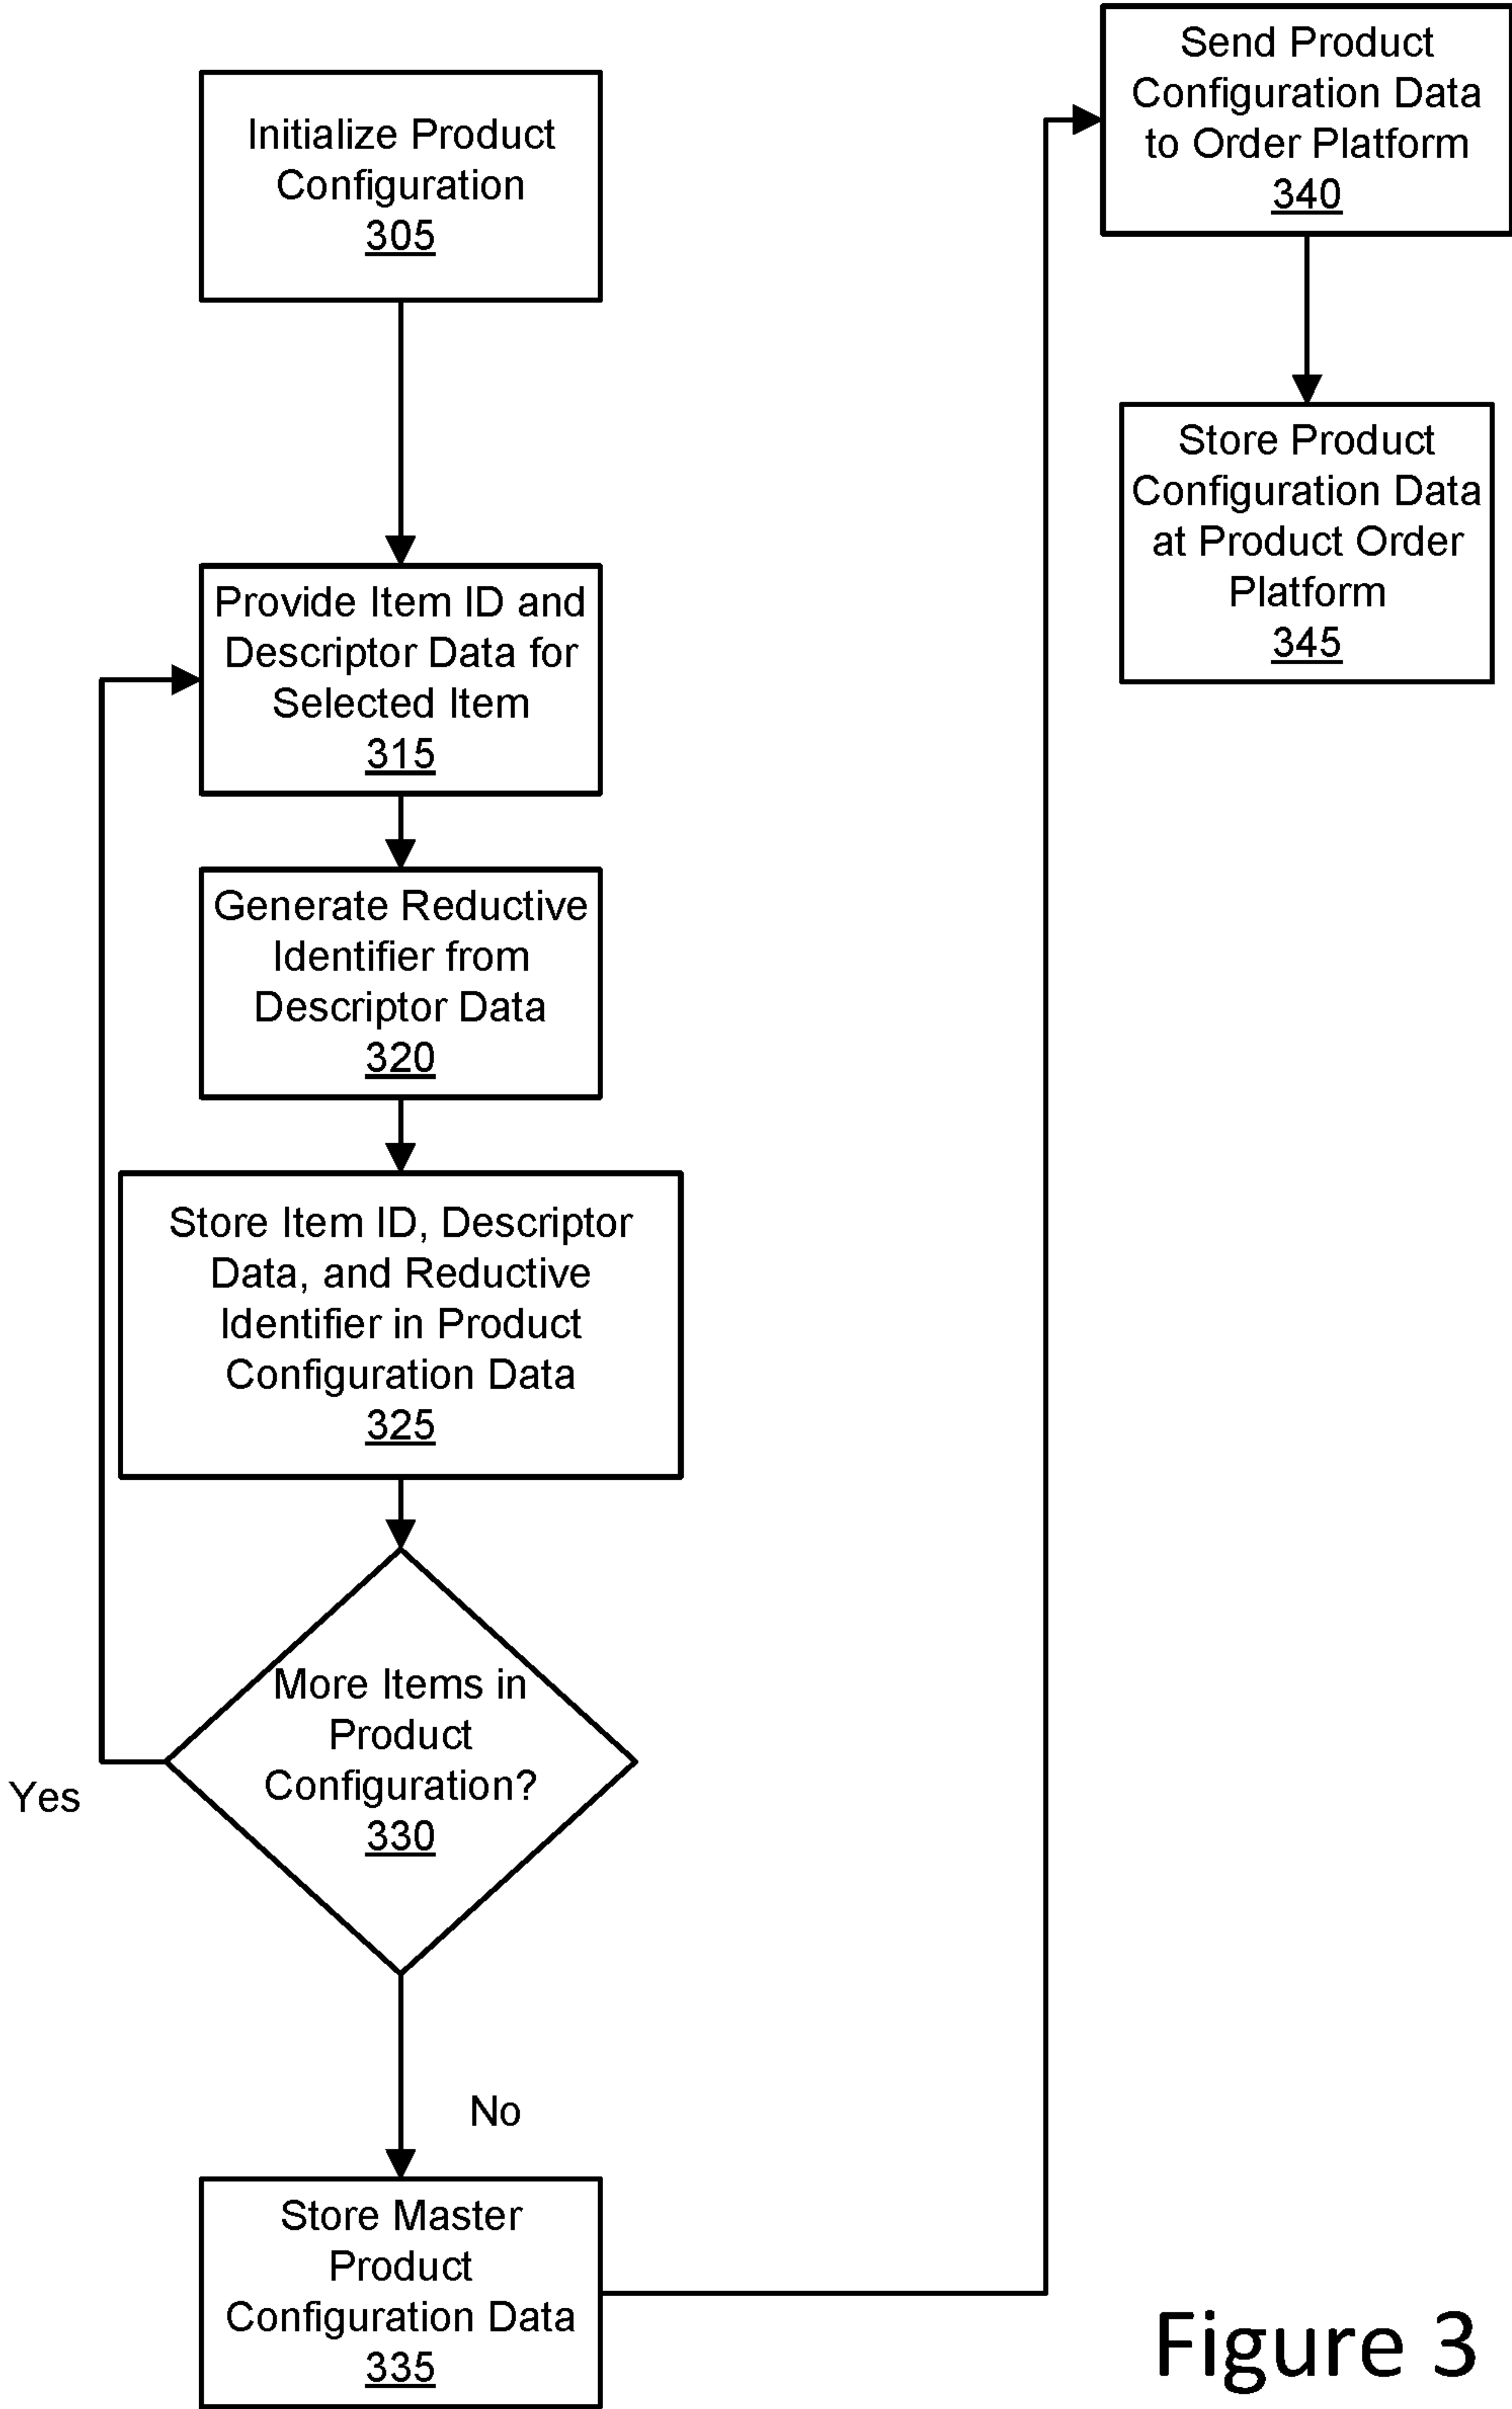 Initialize Product
Configuration
305
Provide Item ID and
Descriptor Data for
Selected Item
315
Generate Reductive
Identifier from
Descriptor Data
320
Store Item ID, Descriptor
Data, and Reductive
Identifier in Product
Configuration Data
325
More Items in
Product
Configuration?
330
Yes
No
Store Master
Product
Configuration Data
335
Send Product
Configuration Data
to Order Platform
340
Store Product
Configuration Data
at Product Order
Platform
345
Figure 3